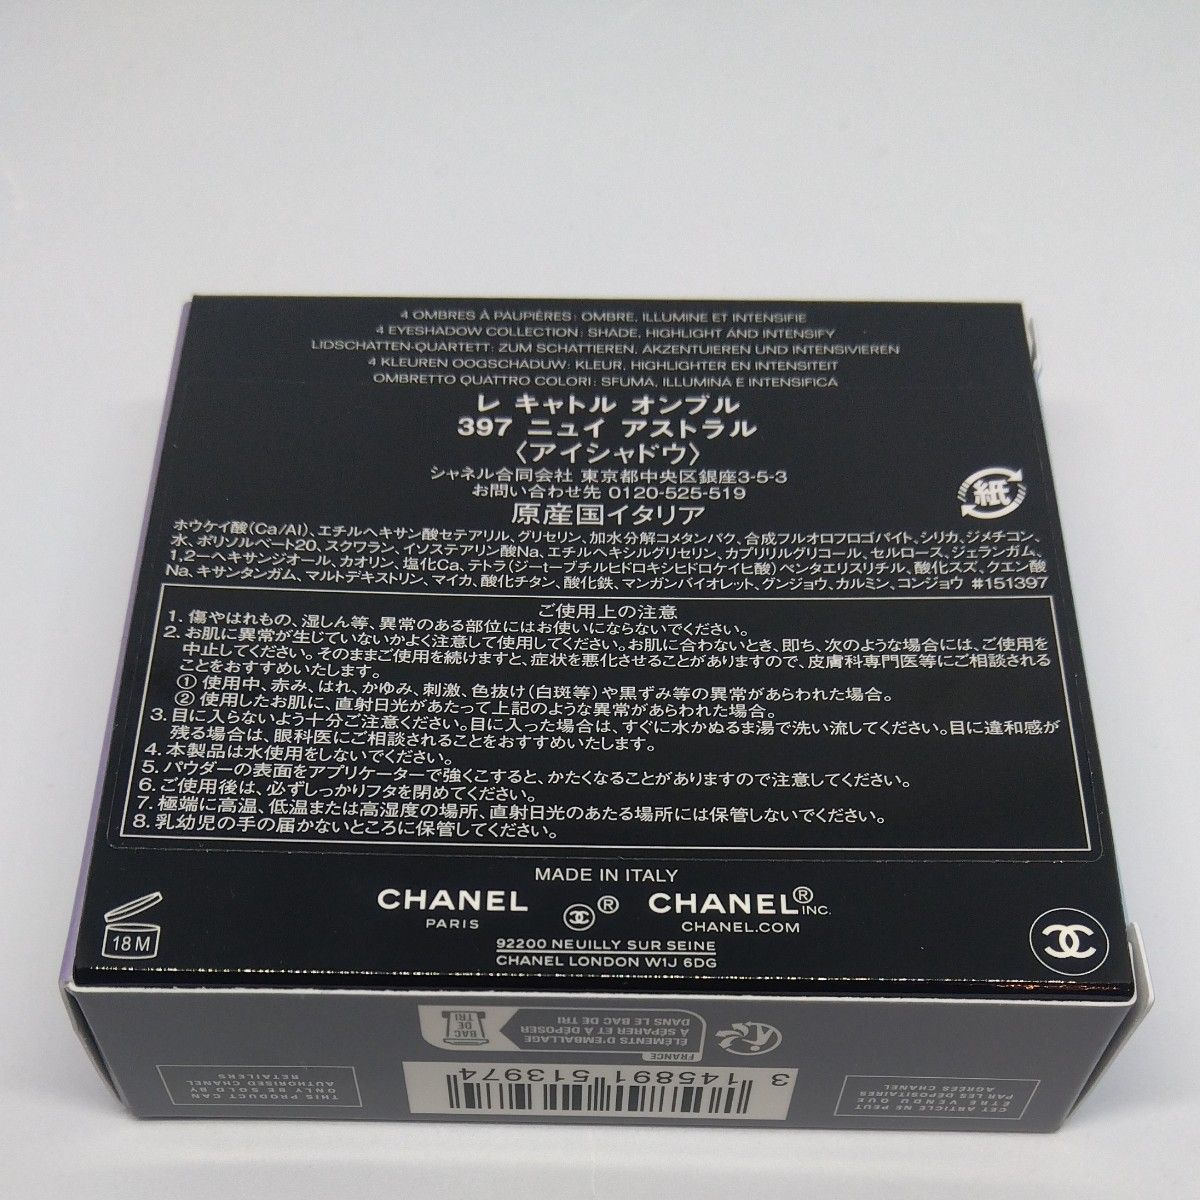 4 OMBRES À PAUPIÈRES: OMBRE, ILLUMINE ET INTENSIFIE
4 EYESHADOW COLLECTION: SHADE, HIGHLIGHT AND INTENSIFY
LIDSCHATTEN-QUARTETT: ZUM SCHATTIEREN, AKZENTUIEREN UND INTENSIVIEREN
4 KLEUREN OOGSCHADUW: KLEUR, HIGHLIGHTER EN INTENSITEIT
OMBRETTO QUATTRO COLORI: SFUMA, ILLUMINA E INTENSIFICA
レ キャトル オンブル
397 ニュイ アストラル
〈アイシャドウ〉
シャネル合同会社 東京都中央区銀座3-5-3
お問い合わせ先 0120-525-519
原産国イタリア
紙
ホウケイ酸(Ca/Al)、エチルヘキサン酸セテアリル、グリセリン、加水分解コメタンパク、合成フルオロフロゴパイト、シリカ、ジメチコン、
水、ポリソルベート20、スクワラン、イソステアリン酸Na、エチルヘキシルグリセリン、カプリリルグリコール、セルロース、ジェランガム、
1,2-ヘキサンジオール、カオリン、塩化Ca、テトラ(ジーtーブチルヒドロキシヒドロケイヒ酸)ペンタエリスリチル、酸化スズ、クエン酸
Na、キサンタンガム、マルトデキストリン、マイカ、酸化チタン、酸化鉄、マンガンバイオレット、グンジョウ、カルミン、コンジョウ #151397
ご使用上の注意
1. 傷やはれもの、湿しん等、異常のある部位にはお使いにならないでください。
2. お肌に異常が生じていないかよく注意して使用してください。お肌に合わないとき、即ち、次のような場合には、ご使用を
中止してください。そのままご使用を続けますと、症状を悪化させることがありますので、皮膚科専門医等にご相談される
ことをおすすめいたします。
① 使用中、赤み、はれ、かゆみ、刺激、色抜け(白斑等)や黒ずみ等の異常があらわれた場合。
② 使用したお肌に、直射日光があたって上記のような異常があらわれた場合。
3. 目に入らないよう十分ご注意ください。目に入った場合は、すぐに水かぬるま湯で洗い流してください。目に違和感が
残る場合は、眼科医にご相談されることをおすすめいたします。
4. 本製品は水使用をしないでください。
5. パウダーの表面をアプリケーターで強くこすると、かたくなることがありますので注意してください。
6. ご使用後は、必ずしっかりフタを閉めてください。
7. 極端に高温、低温または高湿度の場所、直射日光のあたる場所には保管しないでください。
8. 乳幼児の手の届かないところに保管してください。
MADE IN ITALY
CHANEL
PARIS
®
CHANEL® INC.
CHANEL.COM
92200 NEUILLY SUR SEINE
CHANEL LONDON W1J 6DG
18 M
THIS PRODUCT CAN
ONLY BE SOLD BY
AUTHORISED CHANEL
RETAILERS
FRANCE
ÉLÉMENTS D'EMBALLAGE
À SÉPARER ET À DÉPOSER
DANS LE BAC DE TRI
BAC
DE
TRI
3 145891 513974
CET ARTICLE NE PEUT
ÊTRE VENDU QUE
PAR LES DÉPOSITAIRES
AGRÉÉS CHANEL